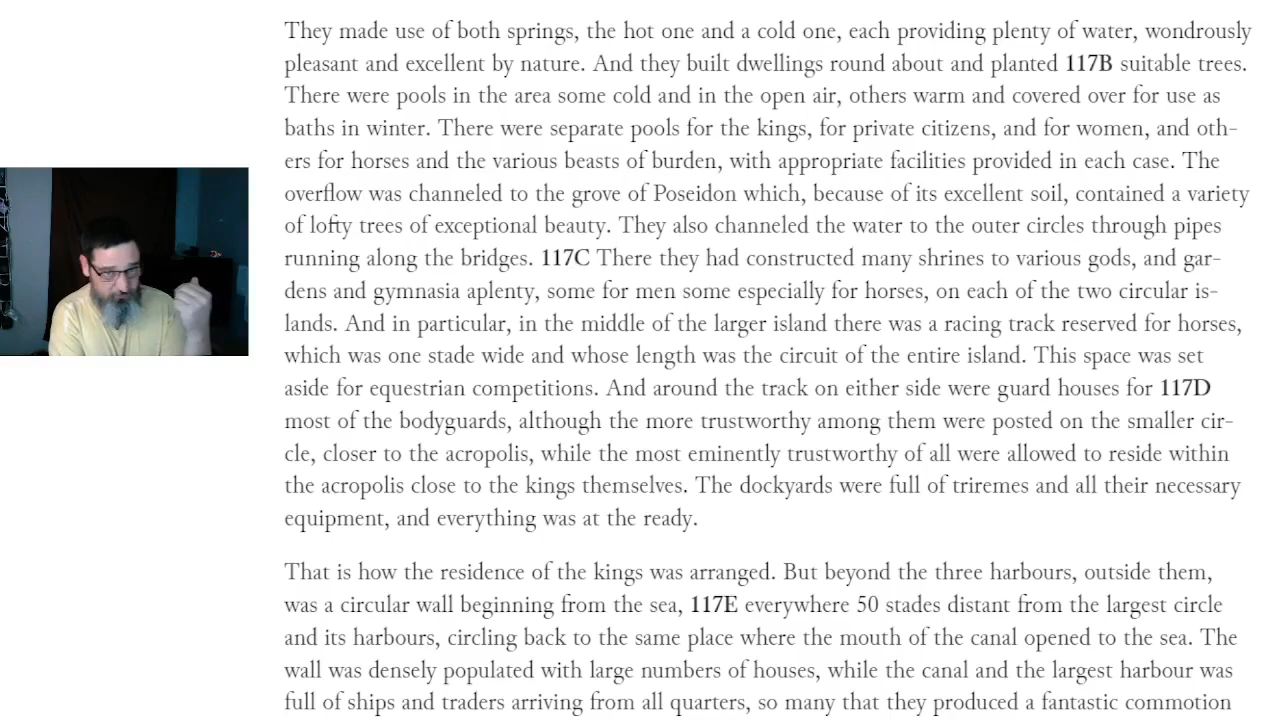 They made use of both springs, the hot one and a cold one, each providing plenty of water, wondrously
pleasant and excellent by nature. And they built dwellings round about and planted 117B suitable trees.
There were pools in the area some cold and in the open air, others warm and covered over for use as
baths in winter. There were separate pools for the kings, for private citizens, and for women, and oth-
ers for horses and the various beasts of burden, with appropriate facilities provided in each case. The
overflow was channeled to the grove of Poseidon which, because of its excellent soil, contained a variety
of lofty trees of exceptional beauty. They also channeled the water to the outer circles through pipes
running along the bridges. 117C There they had constructed many shrines to various gods, and gar-
dens and gymnasia aplenty, some for men some especially for horses, on each of the two circular is-
lands. And in particular, in the middle of the larger island there was a racing track reserved for horses,
which was one stade wide and whose length was the circuit of the entire island. This space was set
aside for equestrian competitions. And around the track on either side were guard houses for 117D
most of the bodyguards, although the more trustworthy among them were posted on the smaller cir-
cle, closer to the acropolis, while the most eminently trustworthy of all were allowed to reside within
the acropolis close to the kings themselves. The dockyards were full of triremes and all their necessary
equipment, and everything was at the ready.
That is how the residence of the kings was arranged. But beyond the three harbours, outside them,
was a circular wall beginning from the sea, 117E everywhere 50 stades distant from the largest circle
and its harbours, circling back to the same place where the mouth of the canal opened to the sea. The
wall was densely populated with large numbers of houses, while the canal and the largest harbour was
full of ships and traders arriving from all quarters, so many that they produced a fantastic commotion